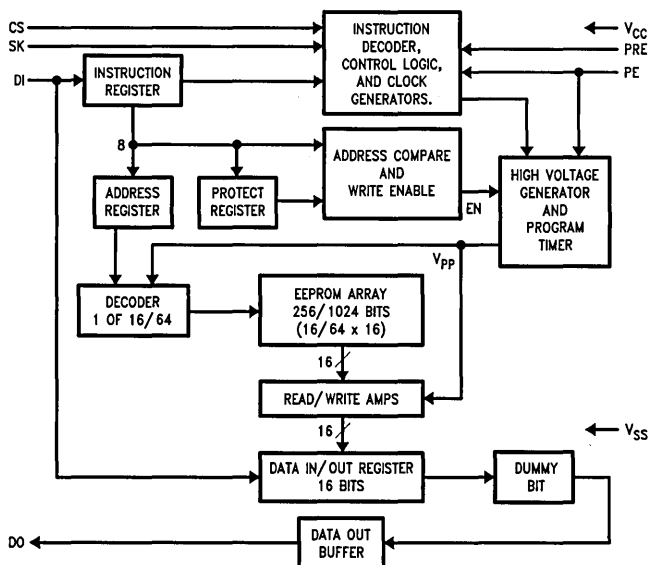 CS
SK
DI
INSTRUCTION
DECODER,
CONTROL LOGIC,
AND CLOCK
GENERATORS.
VCC
PRE
PE
INSTRUCTION
REGISTER
8
ADDRESS
REGISTER
PROTECT
REGISTER
ADDRESS COMPARE
AND
WRITE ENABLE
EN
HIGH VOLTAGE
GENERATOR
AND
PROGRAM
TIMER
VPP
DECODER
1 OF 16/64
EEPROM ARRAY
256/1024 BITS
(16/64 x 16)
16
READ/WRITE AMPS
16
VSS
DATA IN/OUT REGISTER
16 BITS
DUMMY
BIT
DO
DATA OUT
BUFFER